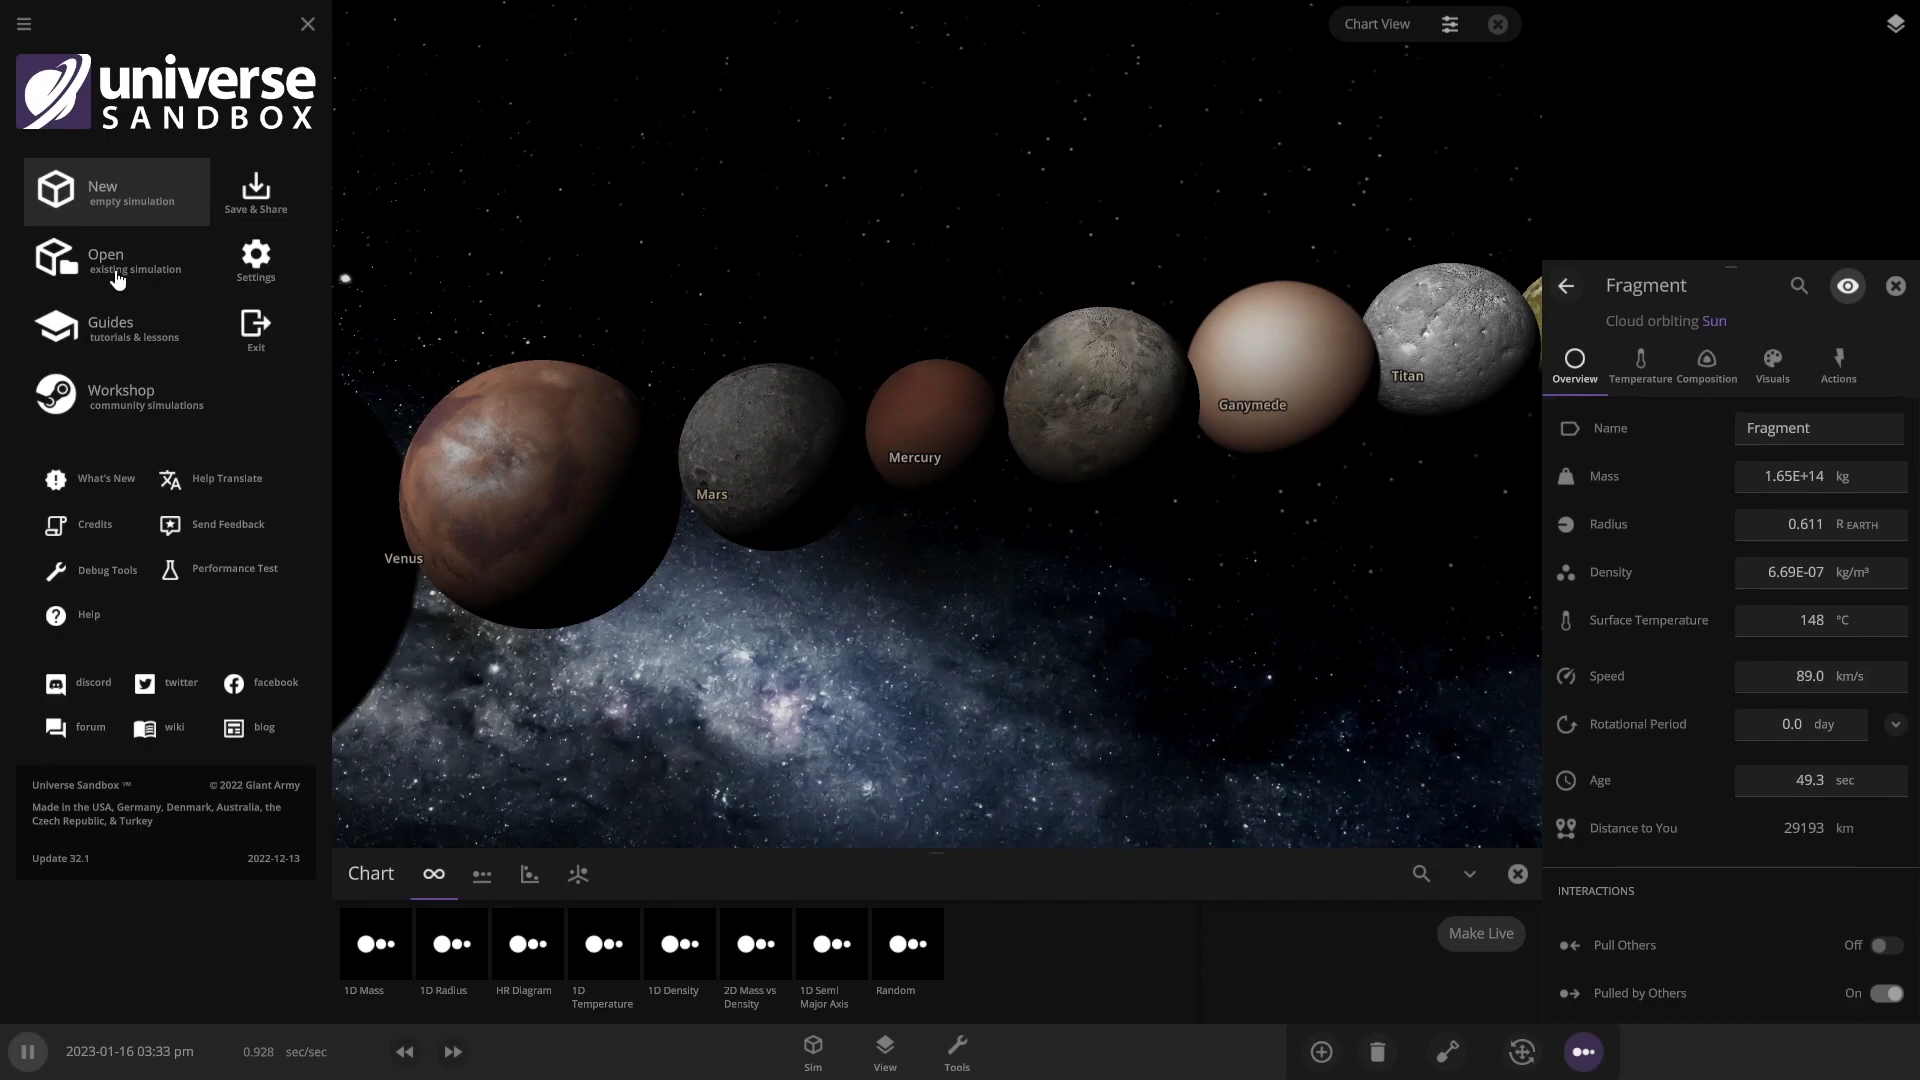 universe
SANDBOX
New
empty simulation
Save & Share
Open
existing simulation
Settings
Guides
tutorials & lessons
Exit
Workshop
community simulations
What's New
Help Translate
Credits
Send Feedback
Debug Tools
Performance Test
Help
discord
twitter
facebook
forum
wiki
blog
Universe Sandbox ™
© 2022 Giant Army
Made in the USA, Germany, Denmark, Australia, the
Czech Republic, & Turkey
Update 32.1
2022-12-13
Chart View
Venus
Mars
Mercury
Ganymede
Titan
Fragment
Cloud orbiting Sun
Overview
Temperature
Composition
Visuals
Actions
Name
Fragment
Mass
1.65E+14 kg
Radius
0.611 R EARTH
Density
6.69E-07 kg/m³
Surface Temperature
148 °C
Speed
89.0 km/s
Rotational Period
0.0 day
Age
49.3 sec
Distance to You
29193 km
INTERACTIONS
Pull Others
Off
Pulled by Others
On
Chart
Make Live
1D Mass
1D Radius
HR Diagram
1D
Temperature
1D Density
2D Mass vs
Density
1D Semi
Major Axis
Random
2023-01-16 03:33 pm
0.928 sec/sec
Sim
View
Tools